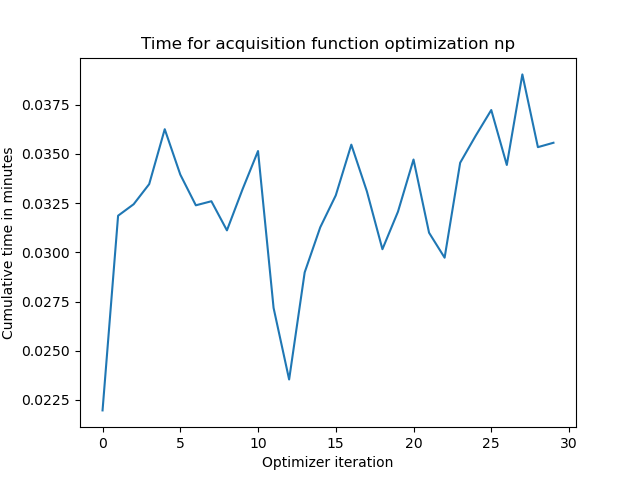 Time for acquisition function optimization np
Cumulative time in minutes
0.0375
0.0350
0.0325
0.0300
0.0275
0.0250
0.0225
0 5 10 15 20 25 30
Optimizer iteration